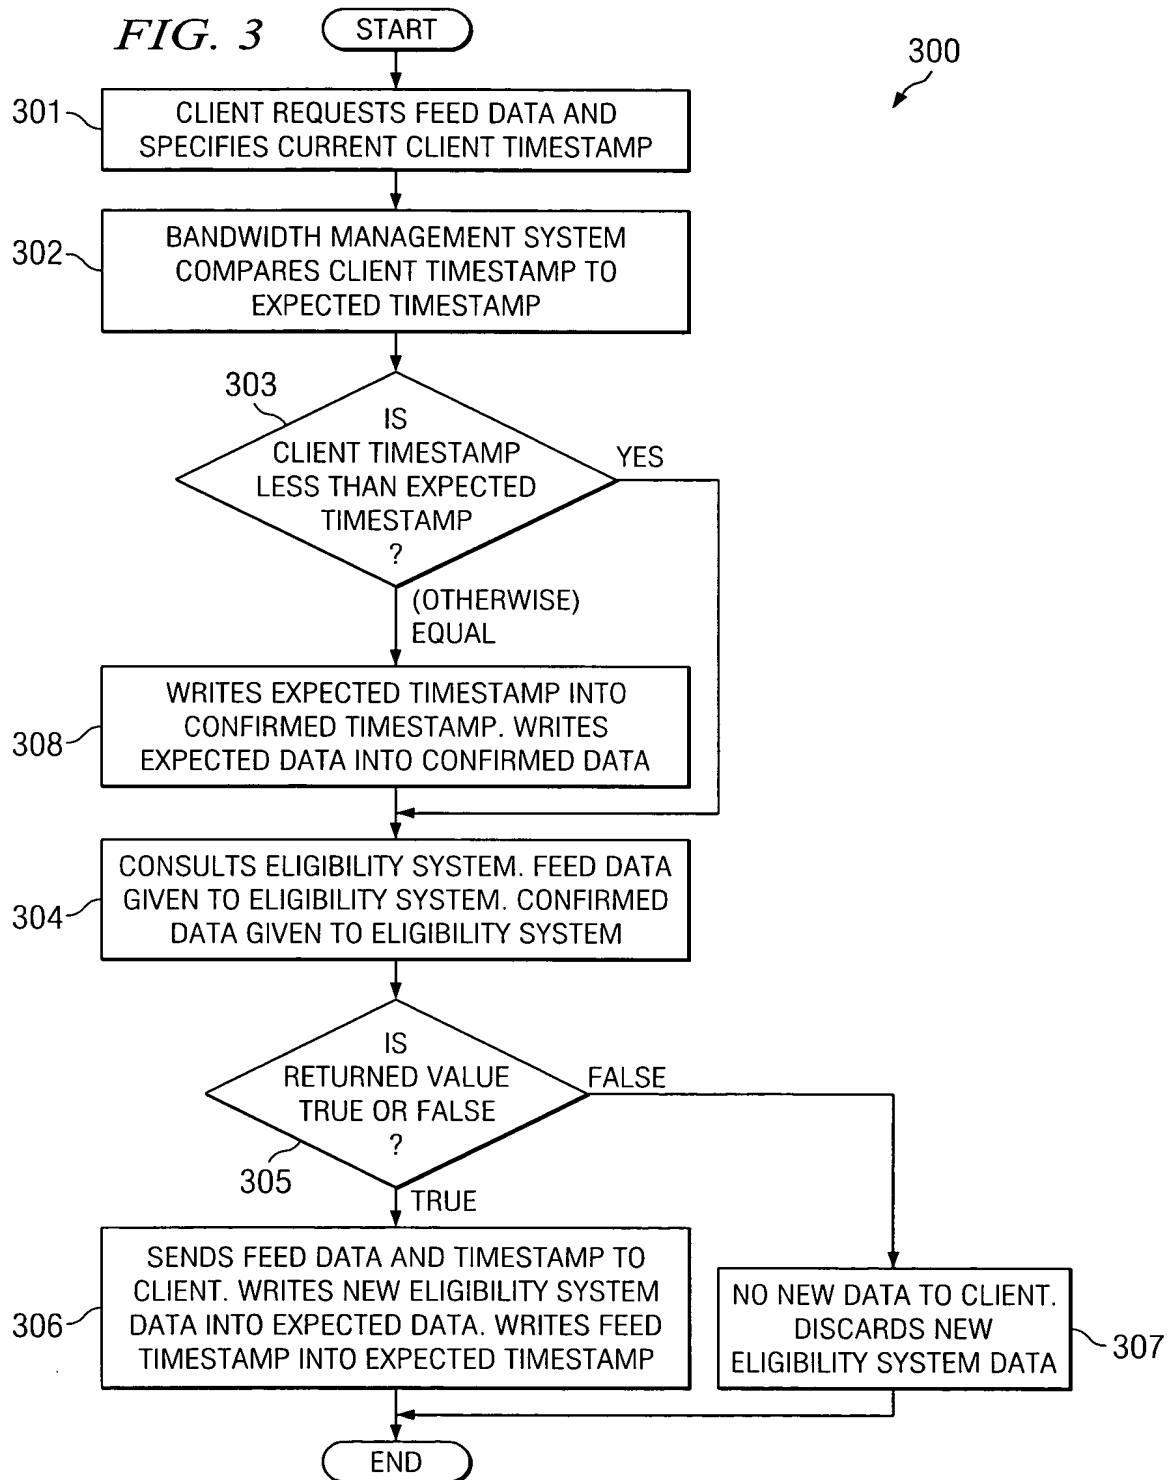 FIG. 3
START
300
301
CLIENT REQUESTS FEED DATA AND
SPECIFIES CURRENT CLIENT TIMESTAMP
302
BANDWIDTH MANAGEMENT SYSTEM
COMPARES CLIENT TIMESTAMP TO
EXPECTED TIMESTAMP
303
IS
CLIENT TIMESTAMP
LESS THAN EXPECTED
TIMESTAMP
?
YES
(OTHERWISE)
EQUAL
308
WRITES EXPECTED TIMESTAMP INTO
CONFIRMED TIMESTAMP. WRITES
EXPECTED DATA INTO CONFIRMED DATA
304
CONSULTS ELIGIBILITY SYSTEM. FEED DATA
GIVEN TO ELIGIBILITY SYSTEM. CONFIRMED
DATA GIVEN TO ELIGIBILITY SYSTEM
IS
RETURNED VALUE
TRUE OR FALSE
?
305
FALSE
TRUE
306
SENDS FEED DATA AND TIMESTAMP TO
CLIENT. WRITES NEW ELIGIBILITY SYSTEM
DATA INTO EXPECTED DATA. WRITES FEED
TIMESTAMP INTO EXPECTED TIMESTAMP
NO NEW DATA TO CLIENT.
DISCARDS NEW
ELIGIBILITY SYSTEM DATA
307
END